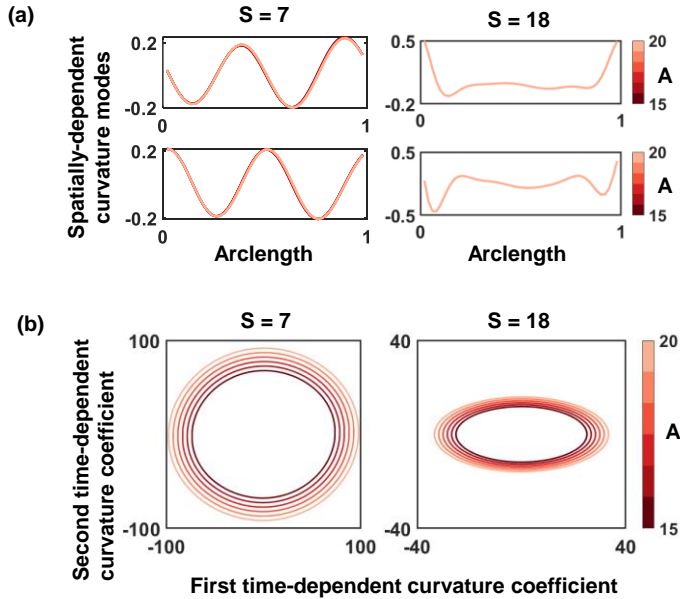 (a)
S = 7
S = 18
Spatially-dependent
curvature modes
0.2
-0.2
0
1
0.5
-0.2
0
1
20
A
15
0.2
-0.2
0
1
0.5
-0.5
0
1
20
A
15
Arclength
Arclength
(b)
S = 7
S = 18
Second time-dependent
curvature coefficient
100
-100
-100
100
40
-40
-40
40
20
A
15
First time-dependent curvature coefficient